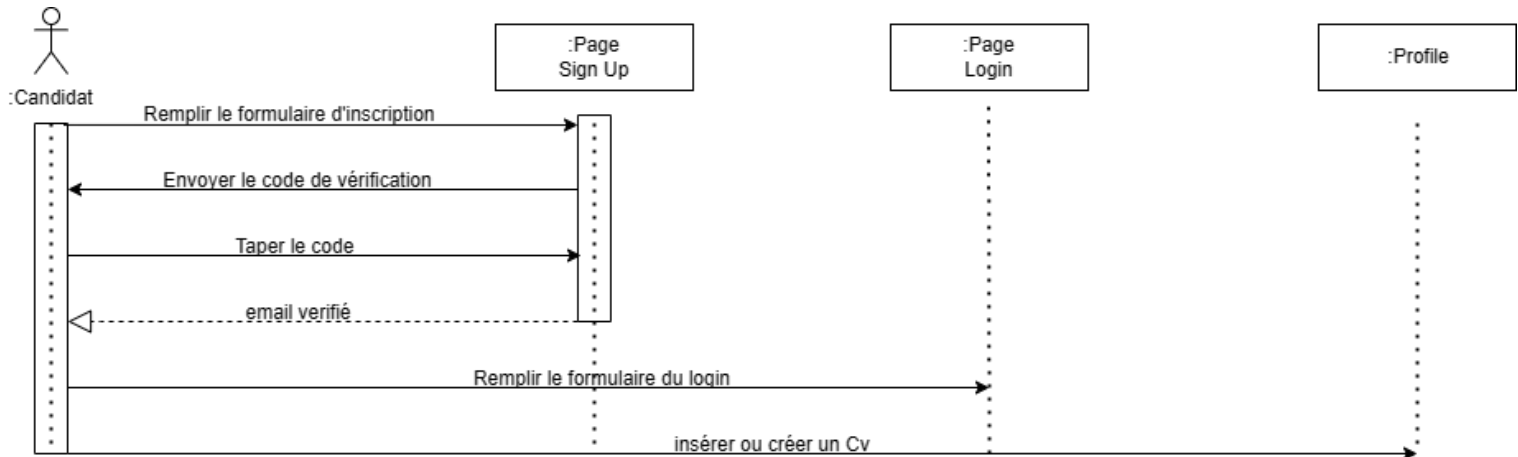 :Page
Sign Up
:Page
Login
:Profile
:Candidat
Remplir le formulaire d'inscription
Envoyer le code de vérification
Taper le code
email verifié
Remplir le formulaire du login
insérer ou créer un Cv